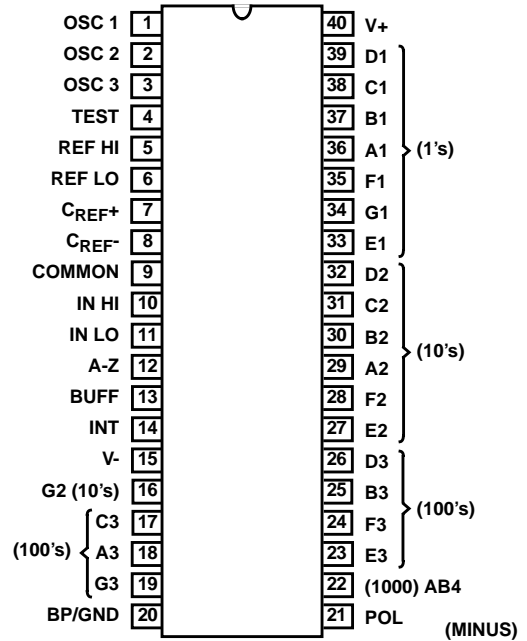 OSC 1 1 40 V+
OSC 2 2 39 D1
OSC 3 3 38 C1
TEST 4 37 B1
REF HI 5 36 A1 (1's)
REF LO 6 35 F1
CREF+ 7 34 G1
CREF- 8 33 E1
COMMON 9 32 D2
IN HI 10 31 C2
IN LO 11 30 B2
A-Z 12 29 A2 (10's)
BUFF 13 28 F2
INT 14 27 E2
V- 15 26 D3
G2 (10's) 16 25 B3 (100's)
C3 17 24 F3
(100's) A3 18 23 E3
G3 19 22 (1000) AB4
BP/GND 20 21 POL (MINUS)